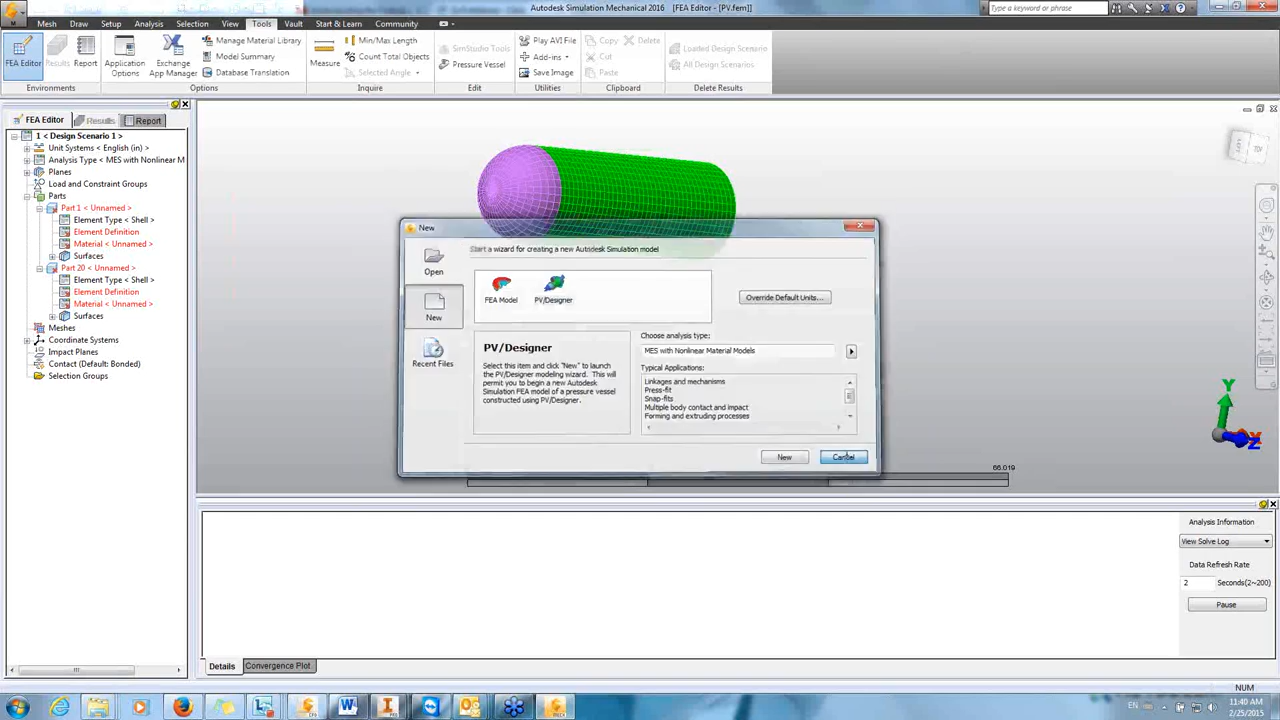 Autodesk Simulation Mechanical 2016 - [FEA Editor - [PV.fem]]
Type a keyword or phrase
Mesh Draw Setup Analysis Selection View Tools Vault Start & Learn Community
FEA Editor
Results
Report
Environments
Application Options
Exchange App Manager
Manage Material Library
Model Summary
Database Translation
Options
Measure
Min/Max Length
Count Total Objects
Selected Angle
Inquire
SimStudio Tools
Pressure Vessel
Edit
Play AVI File
Add-ins
Save Image
Utilities
Copy
Delete
Cut
Paste
Clipboard
Loaded Design Scenario
All Design Scenarios
Delete Results
FEA Editor Results Report
1 < Design Scenario 1 >
Unit Systems < English (in) >
Analysis Type < MES with Nonlinear M
Planes
Load and Constraint Groups
Parts
Part 1 < Unnamed >
Element Type < Shell >
Element Definition
Material < Unnamed >
Surfaces
Part 20 < Unnamed >
Element Type < Shell >
Element Definition
Material < Unnamed >
Surfaces
Meshes
Coordinate Systems
Impact Planes
Contact (Default: Bonded)
Selection Groups
New
Start a wizard for creating a new Autodesk Simulation model
Open
New
Recent Files
FEA Model
PV/Designer
Override Default Units...
PV/Designer
Select this item and click "New" to launch
the PV/Designer modeling wizard. This will
permit you to begin a new Autodesk
Simulation FEA model of a pressure vessel
constructed using PV/Designer.
Choose analysis type:
MES with Nonlinear Material Models
Typical Applications:
Linkages and mechanisms
Press-fit
Snap-fits
Multiple body contact and impact
Forming and extruding processes
New
Cancel
66.019
Y
Z
Analysis Information
View Solve Log
Data Refresh Rate
2 Seconds(2~200)
Pause
Details Convergence Plot
NUM
EN
11:40 AM
2/25/2015